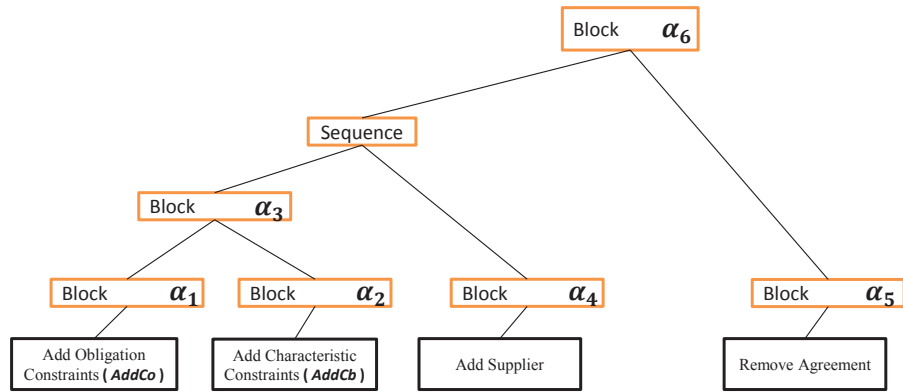 Block α6
Sequence
Block α3
Block α1
Block α2
Block α4
Block α5
Add Obligation
Constraints ( AddCo )
Add Characteristic
Constraints ( AddCb )
Add Supplier
Remove Agreement